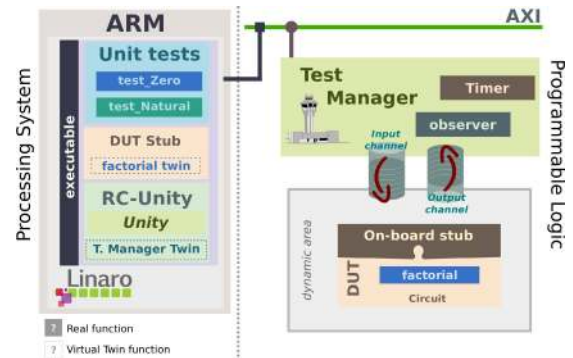 ARM
Processing System
executable
Unit tests
test_Zero
test_Natural
DUT Stub
factorial twin
RC-Unity
Unity
T. Manager Twin
Linaro
? Real function
? Virtual Twin function
AXI
Programmable Logic
Test
Manager
Timer
observer
Input
channel
Output
channel
dynamic area
On-board stub
DUT
factorial
Circuit